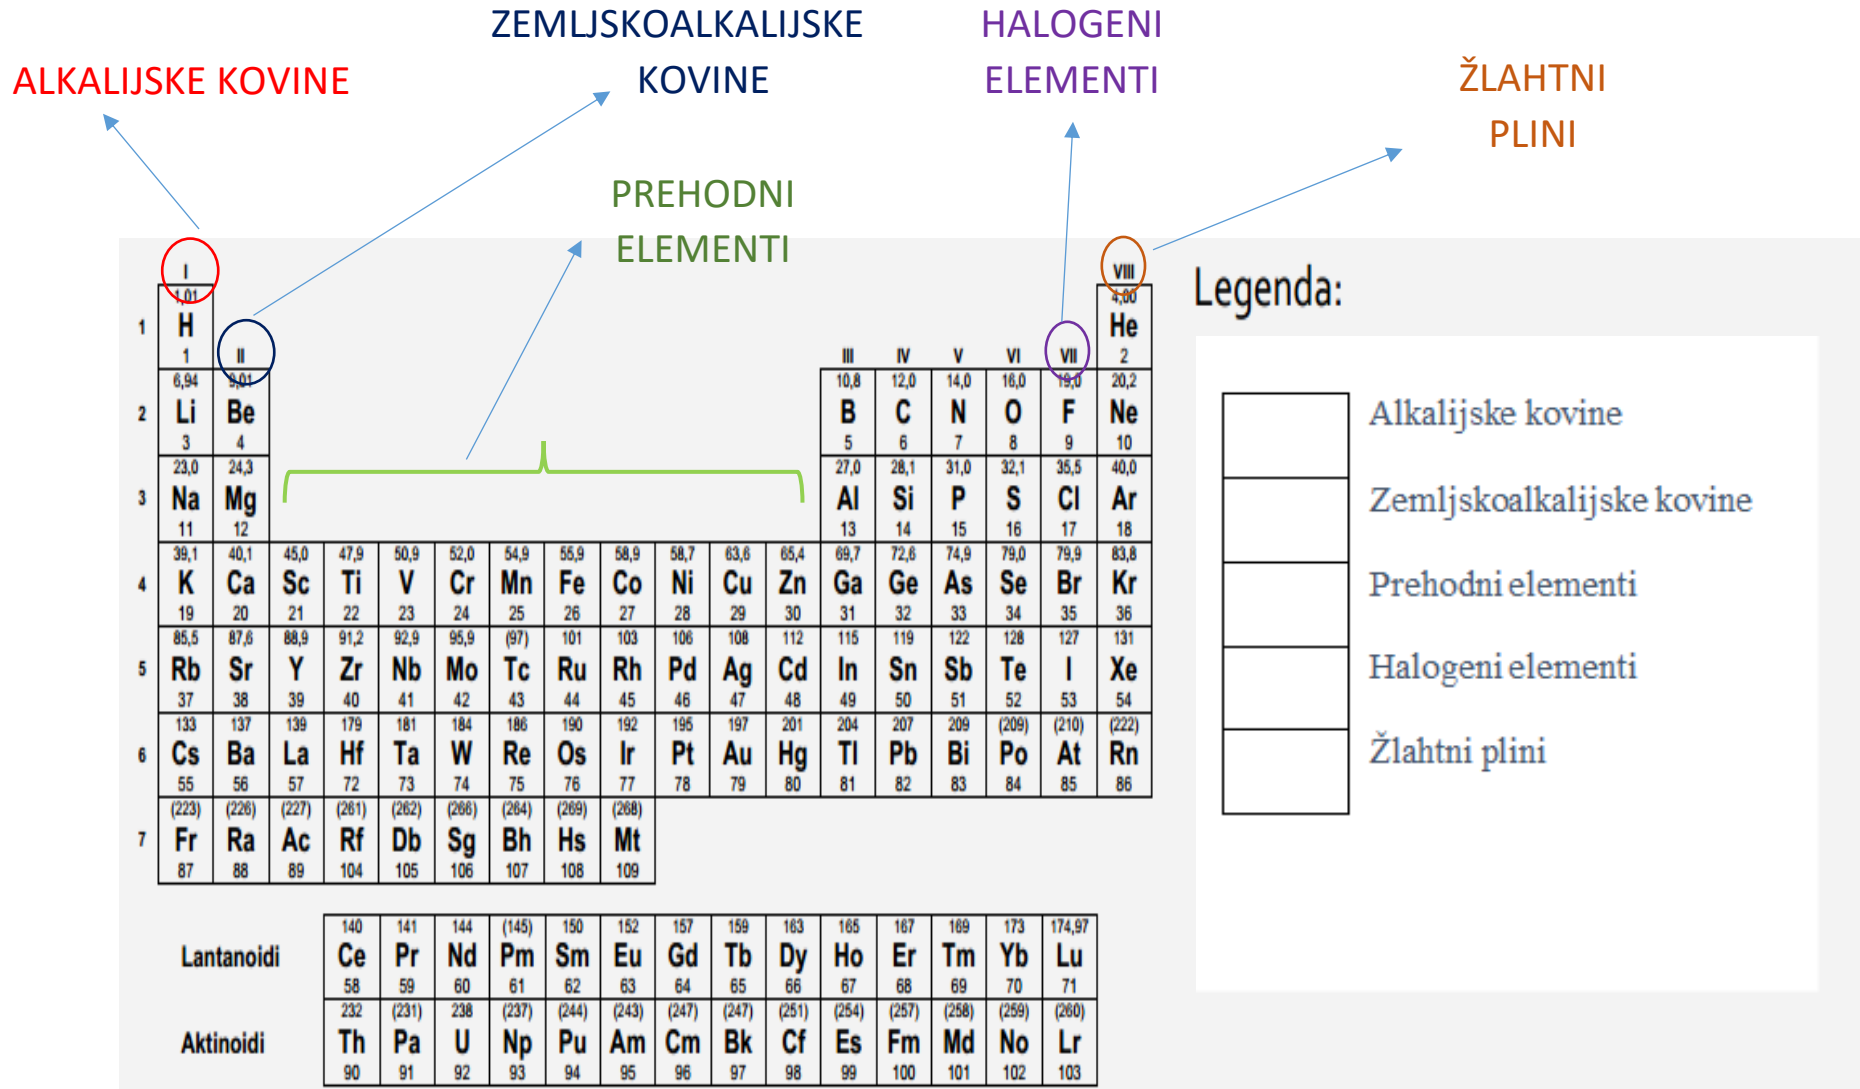 ZEMLJSKOALKALIJSKE
KOVINE
HALOGENI
ELEMENTI
ALKALIJSKE KOVINE
ŽLAHTNI
PLINI
PREHODNI
ELEMENTI
I VIII
1,01 4,00
1 H He
1 II III IV V VI VII 2
6,94 9,01 10,8 12,0 14,0 16,0 19,0 20,2
2 Li Be B C N O F Ne
3 4 5 6 7 8 9 10
23,0 24,3 27,0 28,1 31,0 32,1 35,5 40,0
3 Na Mg Al Si P S Cl Ar
11 12 13 14 15 16 17 18
39,1 40,1 45,0 47,9 50,9 52,0 54,9 55,9 58,9 58,7 63,6 65,4 69,7 72,6 74,9 79,0 79,9 83,8
4 K Ca Sc Ti V Cr Mn Fe Co Ni Cu Zn Ga Ge As Se Br Kr
19 20 21 22 23 24 25 26 27 28 29 30 31 32 33 34 35 36
85,5 87,6 88,9 91,2 92,9 95,9 (97) 101 103 106 108 112 115 119 122 128 127 131
5 Rb Sr Y Zr Nb Mo Tc Ru Rh Pd Ag Cd In Sn Sb Te I Xe
37 38 39 40 41 42 43 44 45 46 47 48 49 50 51 52 53 54
133 137 139 179 181 184 186 190 192 195 197 201 204 207 209 (209) (210) (222)
6 Cs Ba La Hf Ta W Re Os Ir Pt Au Hg Tl Pb Bi Po At Rn
55 56 57 72 73 74 75 76 77 78 79 80 81 82 83 84 85 86
(223) (226) (227) (261) (262) (266) (264) (269) (268)
7 Fr Ra Ac Rf Db Sg Bh Hs Mt
87 88 89 104 105 106 107 108 109
140 141 144 (145) 150 152 157 159 163 165 167 169 173 174,97
Lantanoidi Ce Pr Nd Pm Sm Eu Gd Tb Dy Ho Er Tm Yb Lu
58 59 60 61 62 63 64 65 66 67 68 69 70 71
232 (231) 238 (237) (244) (243) (247) (247) (251) (254) (257) (258) (259) (260)
Aktinoidi Th Pa U Np Pu Am Cm Bk Cf Es Fm Md No Lr
90 91 92 93 94 95 96 97 98 99 100 101 102 103
Legenda:
Alkalijske kovine
Zemljskoalkalijske kovine
Prehodni elementi
Halogeni elementi
Žlahtni plini